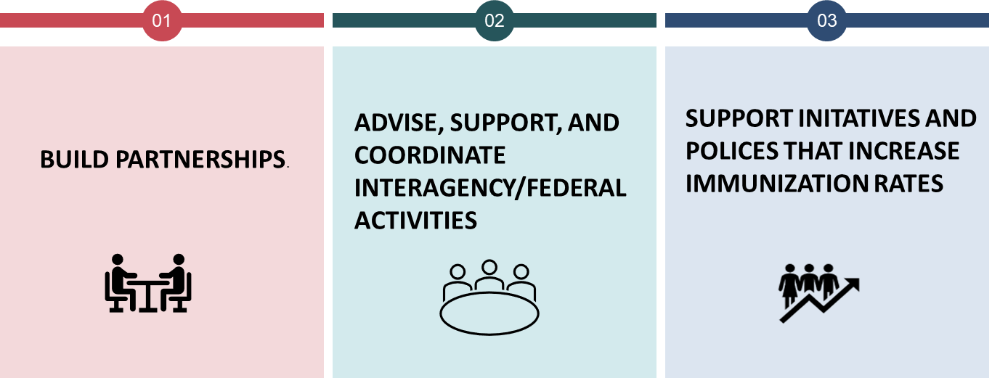 01
BUILD PARTNERSHIPS.
02
ADVISE, SUPPORT, AND
COORDINATE
INTERAGENCY/FEDERAL
ACTIVITIES
03
SUPPORT INITATIVES AND
POLICES THAT INCREASE
IMMUNIZATION RATES